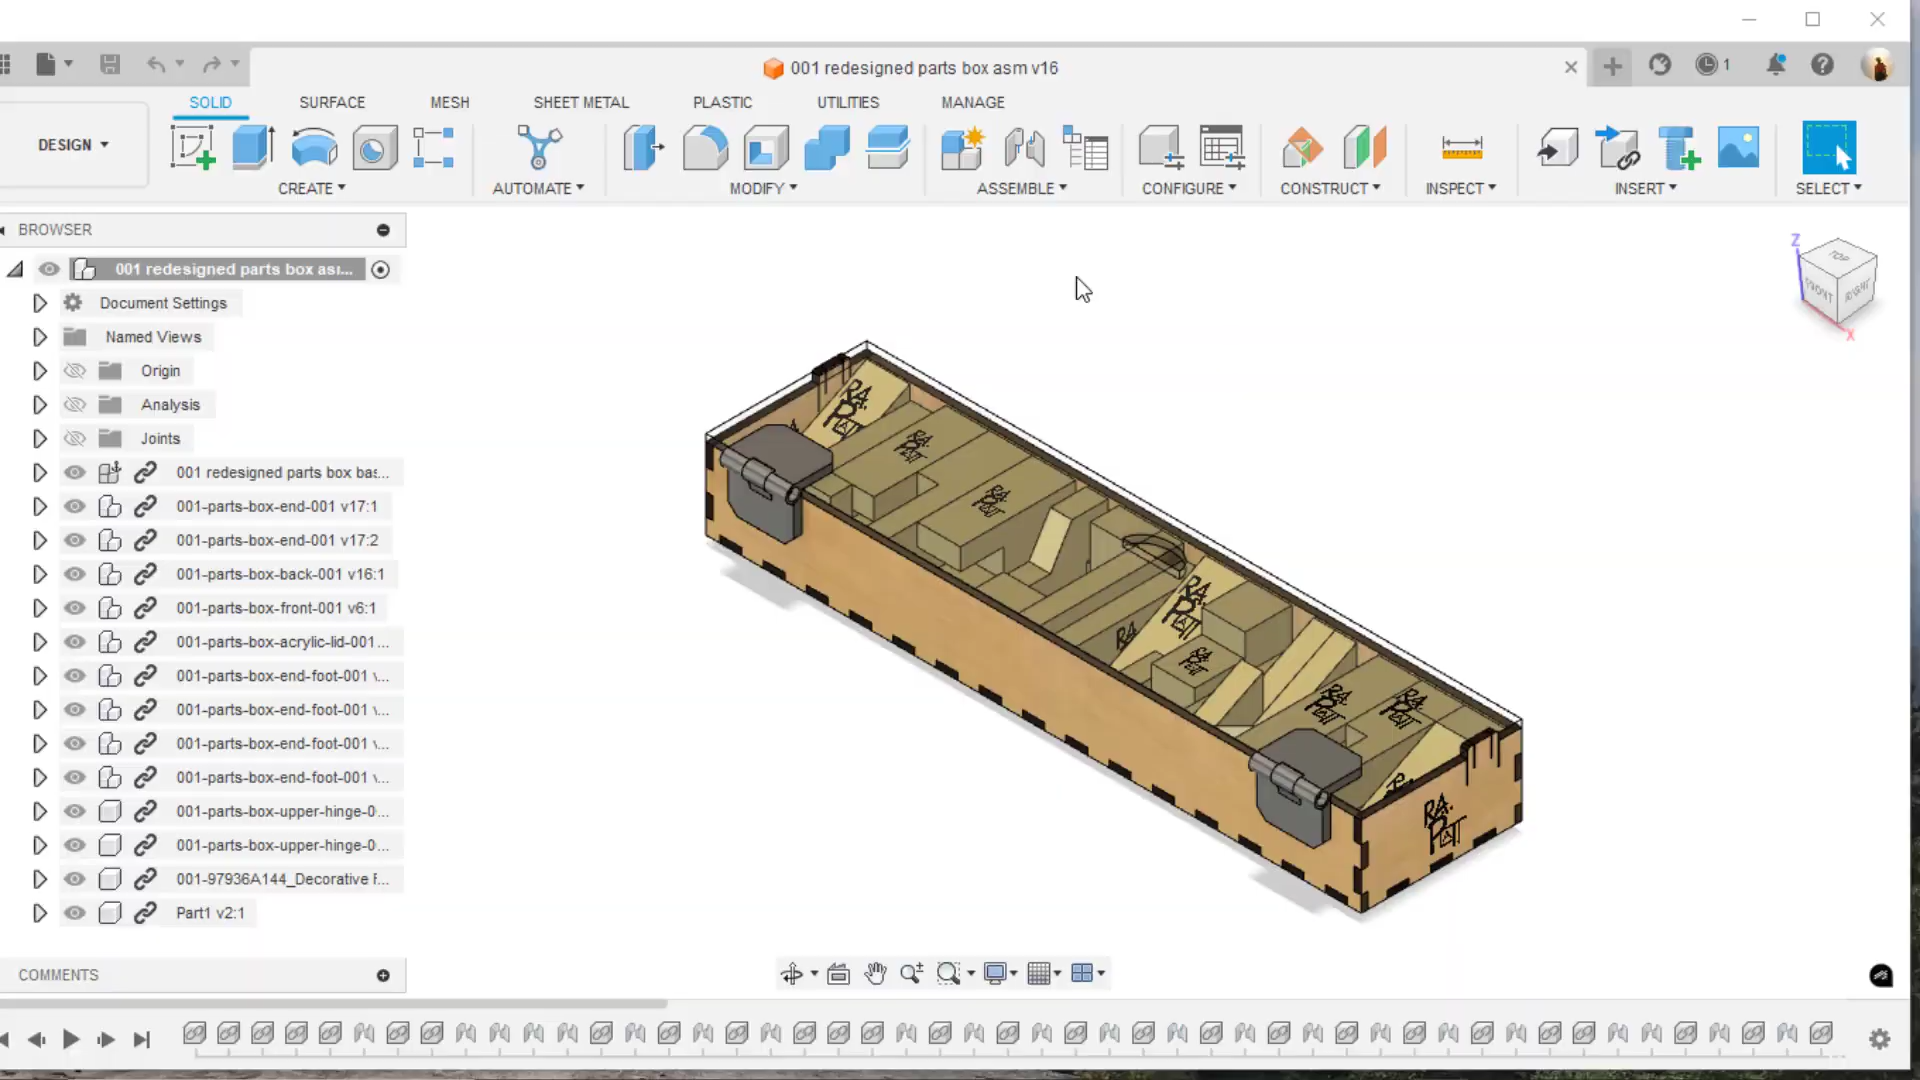 001 redesigned parts box asm v16
1
SOLID
SURFACE
MESH
SHEET METAL
PLASTIC
UTILITIES
MANAGE
DESIGN
CREATE
AUTOMATE
MODIFY
ASSEMBLE
CONFIGURE
CONSTRUCT
INSPECT
INSERT
SELECT
BROWSER
001 redesigned parts box as...
Document Settings
Named Views
Origin
Analysis
Joints
001 redesigned parts box bas...
001-parts-box-end-001 v17:1
001-parts-box-end-001 v17:2
001-parts-box-back-001 v16:1
001-parts-box-front-001 v6:1
001-parts-box-acrylic-lid-001...
001-parts-box-end-foot-001 v...
001-parts-box-end-foot-001 v...
001-parts-box-end-foot-001 v...
001-parts-box-end-foot-001 v...
001-parts-box-upper-hinge-0...
001-parts-box-upper-hinge-0...
001-97936A144_Decorative F...
Part1 v2:1
COMMENTS
Z
TOP
FRONT
RIGHT
X